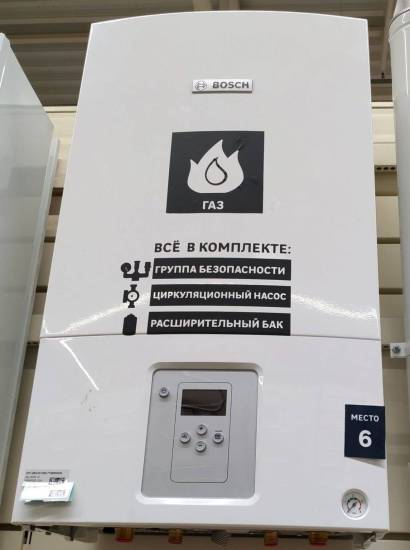 BOSCH
ГАЗ
ВСЁ В КОМПЛЕКТЕ:
ГРУППА БЕЗОПАСНОСТИ
ЦИРКУЛЯЦИОННЫЙ НАСОС
РАСШИРИТЕЛЬНЫЙ БАК
МЕСТО
6